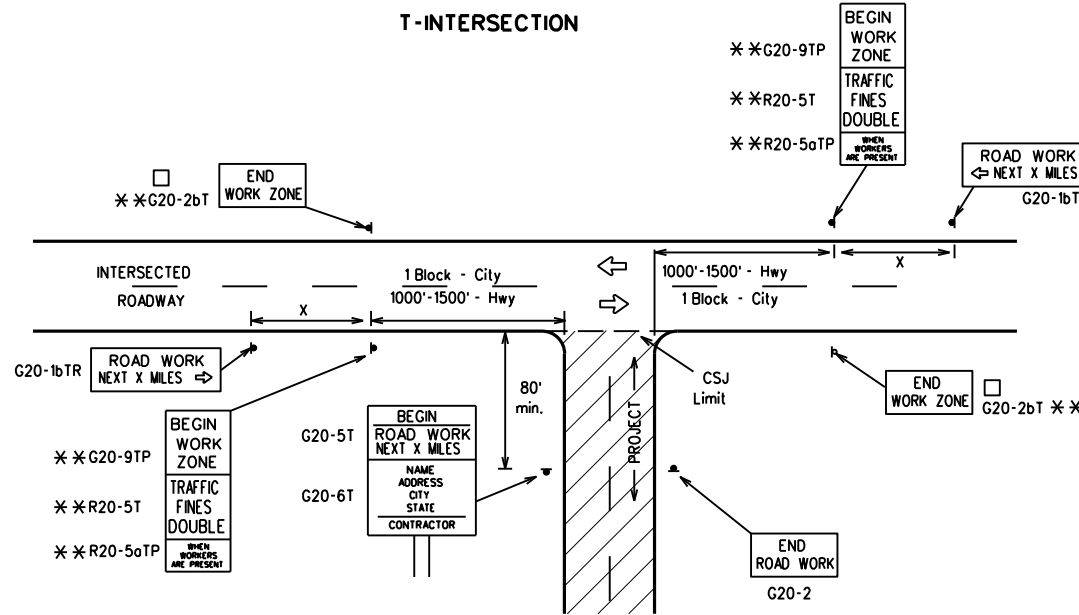 T-INTERSECTION
BEGIN
WORK
ZONE
TRAFFIC
FINES
DOUBLE
WHEN
WORKERS
ARE PRESENT
✳ ✳G20-9TP
✳ ✳R20-5T
✳ ✳R20-5aTP
ROAD WORK
⇦ NEXT X MILES
G20-1bT
END
WORK ZONE
□
✳ ✳G20-2bT
INTERSECTED
ROADWAY
1 Block - City
1000'-1500' - Hwy
X
1000'-1500' - Hwy
1 Block - City
X
G20-1bTR
ROAD WORK
NEXT X MILES ⇨
80'
min.
CSJ
Limit
PROJECT
END
WORK ZONE
□
G20-2bT ✳✳
BEGIN
WORK
ZONE
TRAFFIC
FINES
DOUBLE
WHEN
WORKERS
ARE PRESENT
✳ ✳G20-9TP
✳ ✳R20-5T
✳ ✳R20-5aTP
G20-5T
G20-6T
BEGIN
ROAD WORK
NEXT X MILES
NAME
ADDRESS
CITY
STATE
CONTRACTOR
END
ROAD WORK
G20-2